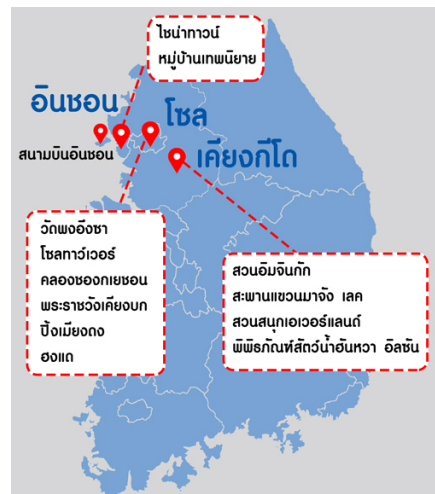 ไชน่าทาวน์
หมู่บ้านเทพนิยาย
อินชอน
โซล
สนามบินอินชอน
เคียงกีโด
วัดพงอึงซา
โซลทาว์เวอร์
คลองชองกเยชอน
พระราชวังเคียงบก
ปิ้งเมียงดง
ฮงแด
สวนอิมจินกัก
สะพานแขวนมาจัง เลค
สวนสนุกเอเวอร์แลนด์
พิพิธภัณฑ์สัตว์น้ำฮันหวา อิลซัน